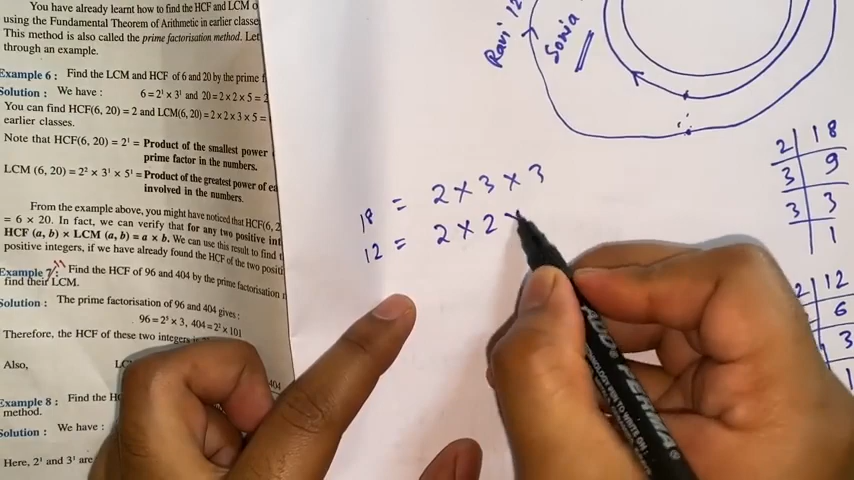 You have already learnt how to find the HCF and LCM o
using the Fundamental Theorem of Arithmetic in earlier classe
This method is also called the prime factorisation method. Let
through an example.
Example 6 : Find the LCM and HCF of 6 and 20 by the prime f
Solution : We have : 6 = 2¹ × 3¹ and 20 = 2 × 2 × 5 = 2
You can find HCF(6, 20) = 2 and LCM(6, 20) = 2 × 2 × 3 × 5 =
earlier classes.
Note that HCF(6, 20) = 2¹ = Product of the smallest power
prime factor in the numbers.
LCM (6, 20) = 2² × 3¹ × 5¹ = Product of the greatest power of ea
involved in the numbers.
From the example above, you might have noticed that HCF(6, 2
= 6 × 20. In fact, we can verify that for any two positive int
HCF (a, b) × LCM (a, b) = a × b. We can use this result to find t
positive integers, if we have already found the HCF of the two positi
Example 7 : Find the HCF of 96 and 404 by the prime factorisation
find their LCM.
Solution : The prime factorisation of 96 and 404 gives :
96 = 2⁵ × 3, 404 = 2² × 101
Therefore, the HCF of these two integers is
Also, LC
404
Example 8 : Find the H
method.
Solution : We have :
Here, 2¹ and 3¹ are
Ravi 12
Sonia
18 = 2 × 3 × 3
12 = 2 × 2 ×
2 | 18
3 | 9
3 | 3
1
2 | 12
6
3
1